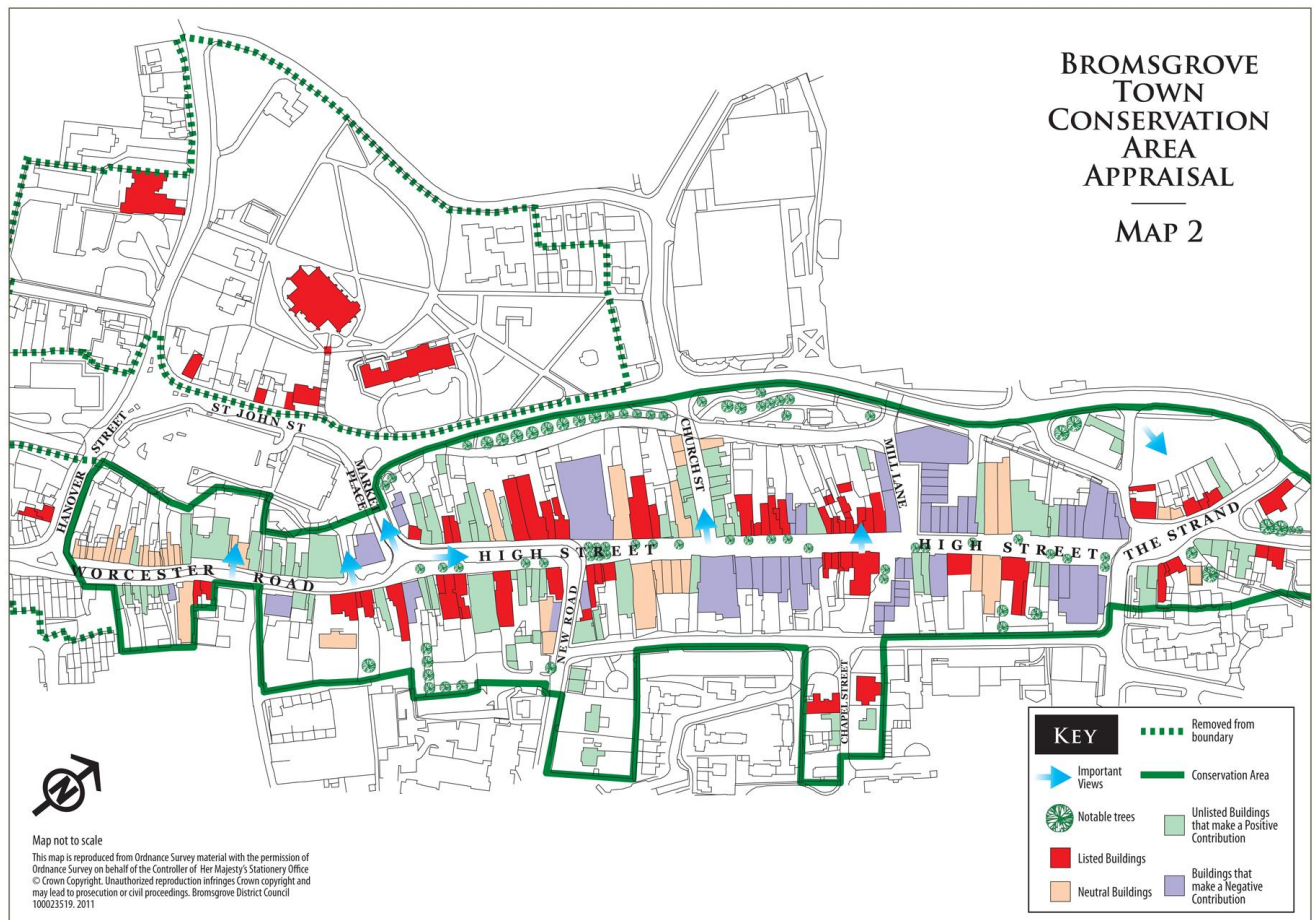 BROMSGROVE
TOWN
CONSERVATION
AREA
APPRAISAL
MAP 2
HANOVER STREET
ST JOHN ST
MARKET
PLACE
CHURCH ST
MILL LANE
WORCESTER ROAD
HIGH STREET
HIGH STREET
THE STRAND
NEW ROAD
CHAPEL STREET
N
Map not to scale
This map is reproduced from Ordnance Survey material with the permission of
Ordnance Survey on behalf of the Controller of Her Majesty's Stationery Office
© Crown Copyright. Unauthorized reproduction infringes Crown copyright and
may lead to prosecution or civil proceedings. Bromsgrove District Council
100023519. 2011
KEY
Removed from
boundary
Important
Views
Conservation Area
Notable trees
Unlisted Buildings
that make a Positive
Contribution
Listed Buildings
Neutral Buildings
Buildings that
make a Negative
Contribution